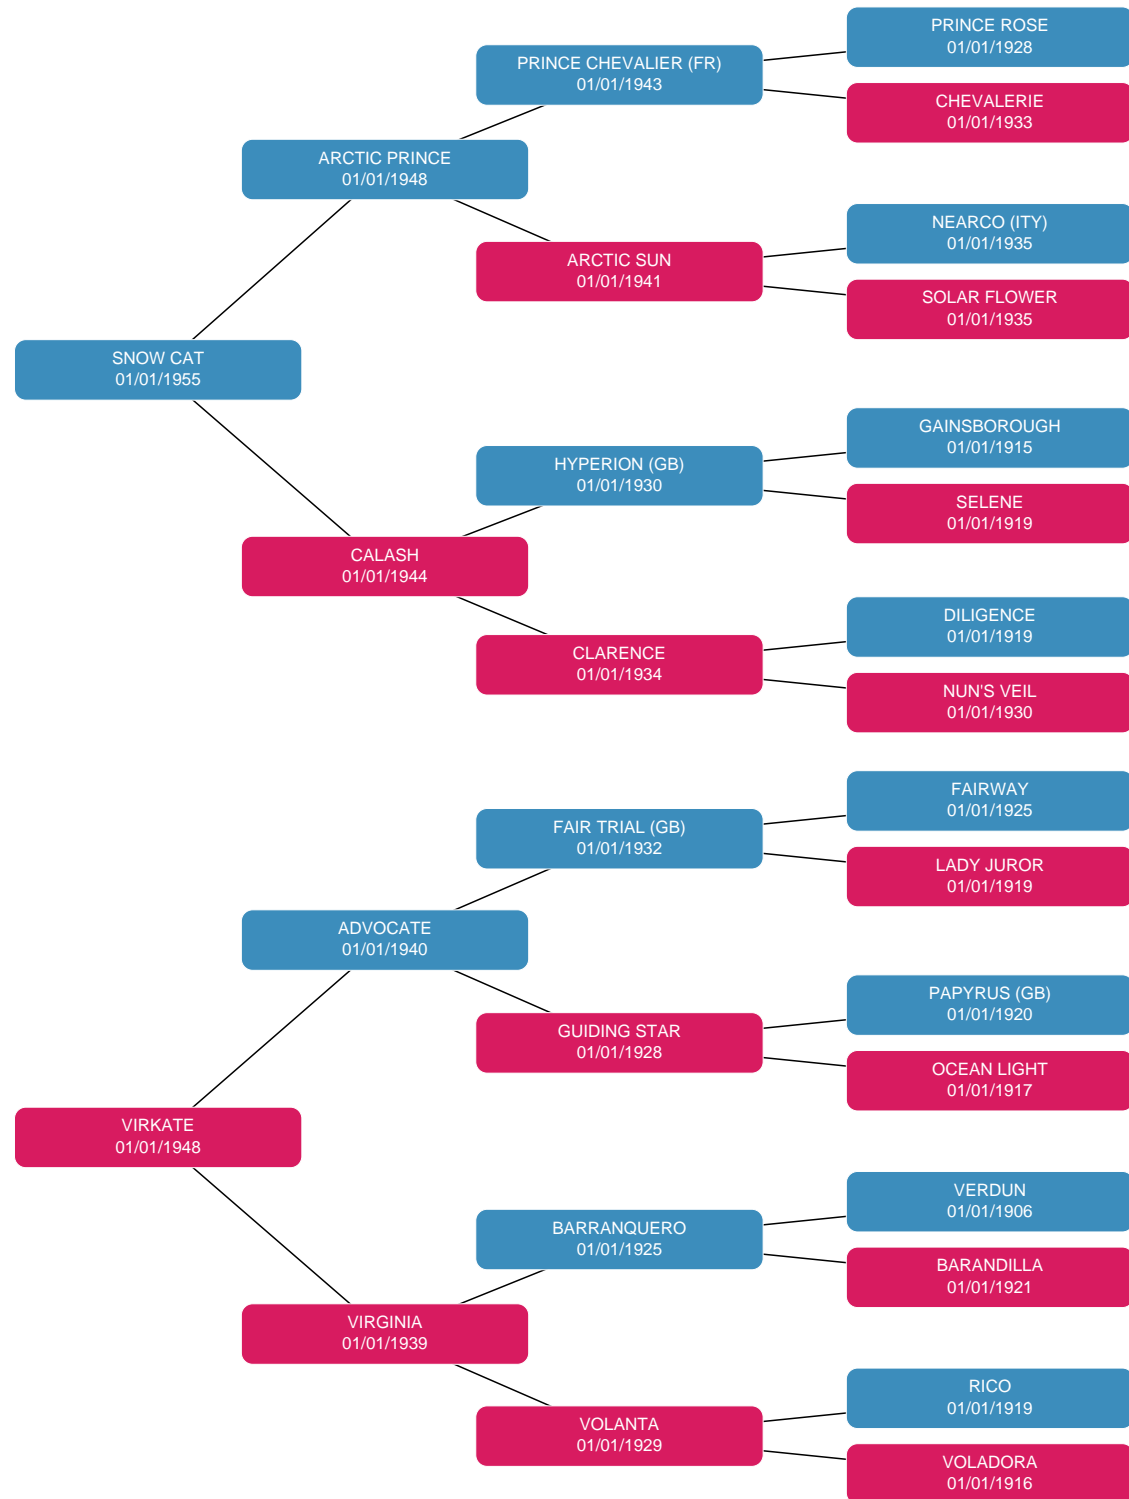 PRINCE ROSE
01/01/1928
PRINCE CHEVALIER (FR)
01/01/1943
CHEVALERIE
01/01/1933
ARCTIC PRINCE
01/01/1948
NEARCO (ITY)
01/01/1935
ARCTIC SUN
01/01/1941
SOLAR FLOWER
01/01/1935
SNOW CAT
01/01/1955
GAINSBOROUGH
01/01/1915
HYPERION (GB)
01/01/1930
SELENE
01/01/1919
CALASH
01/01/1944
DILIGENCE
01/01/1919
CLARENCE
01/01/1934
NUN'S VEIL
01/01/1930
FAIRWAY
01/01/1925
FAIR TRIAL (GB)
01/01/1932
LADY JUROR
01/01/1919
ADVOCATE
01/01/1940
PAPYRUS (GB)
01/01/1920
GUIDING STAR
01/01/1928
OCEAN LIGHT
01/01/1917
VIRKATE
01/01/1948
VERDUN
01/01/1906
BARRANQUERO
01/01/1925
BARANDILLA
01/01/1921
VIRGINIA
01/01/1939
RICO
01/01/1919
VOLANTA
01/01/1929
VOLADORA
01/01/1916